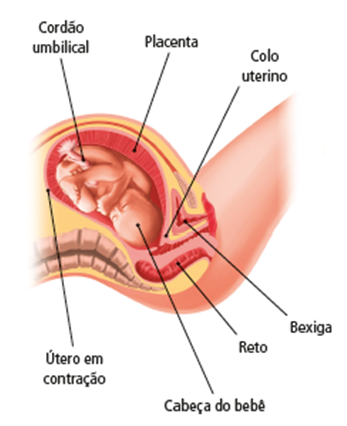 Cordão
umbilical
Placenta
Colo
uterino
Bexiga
Reto
Útero em
contração
Cabeça do bebê